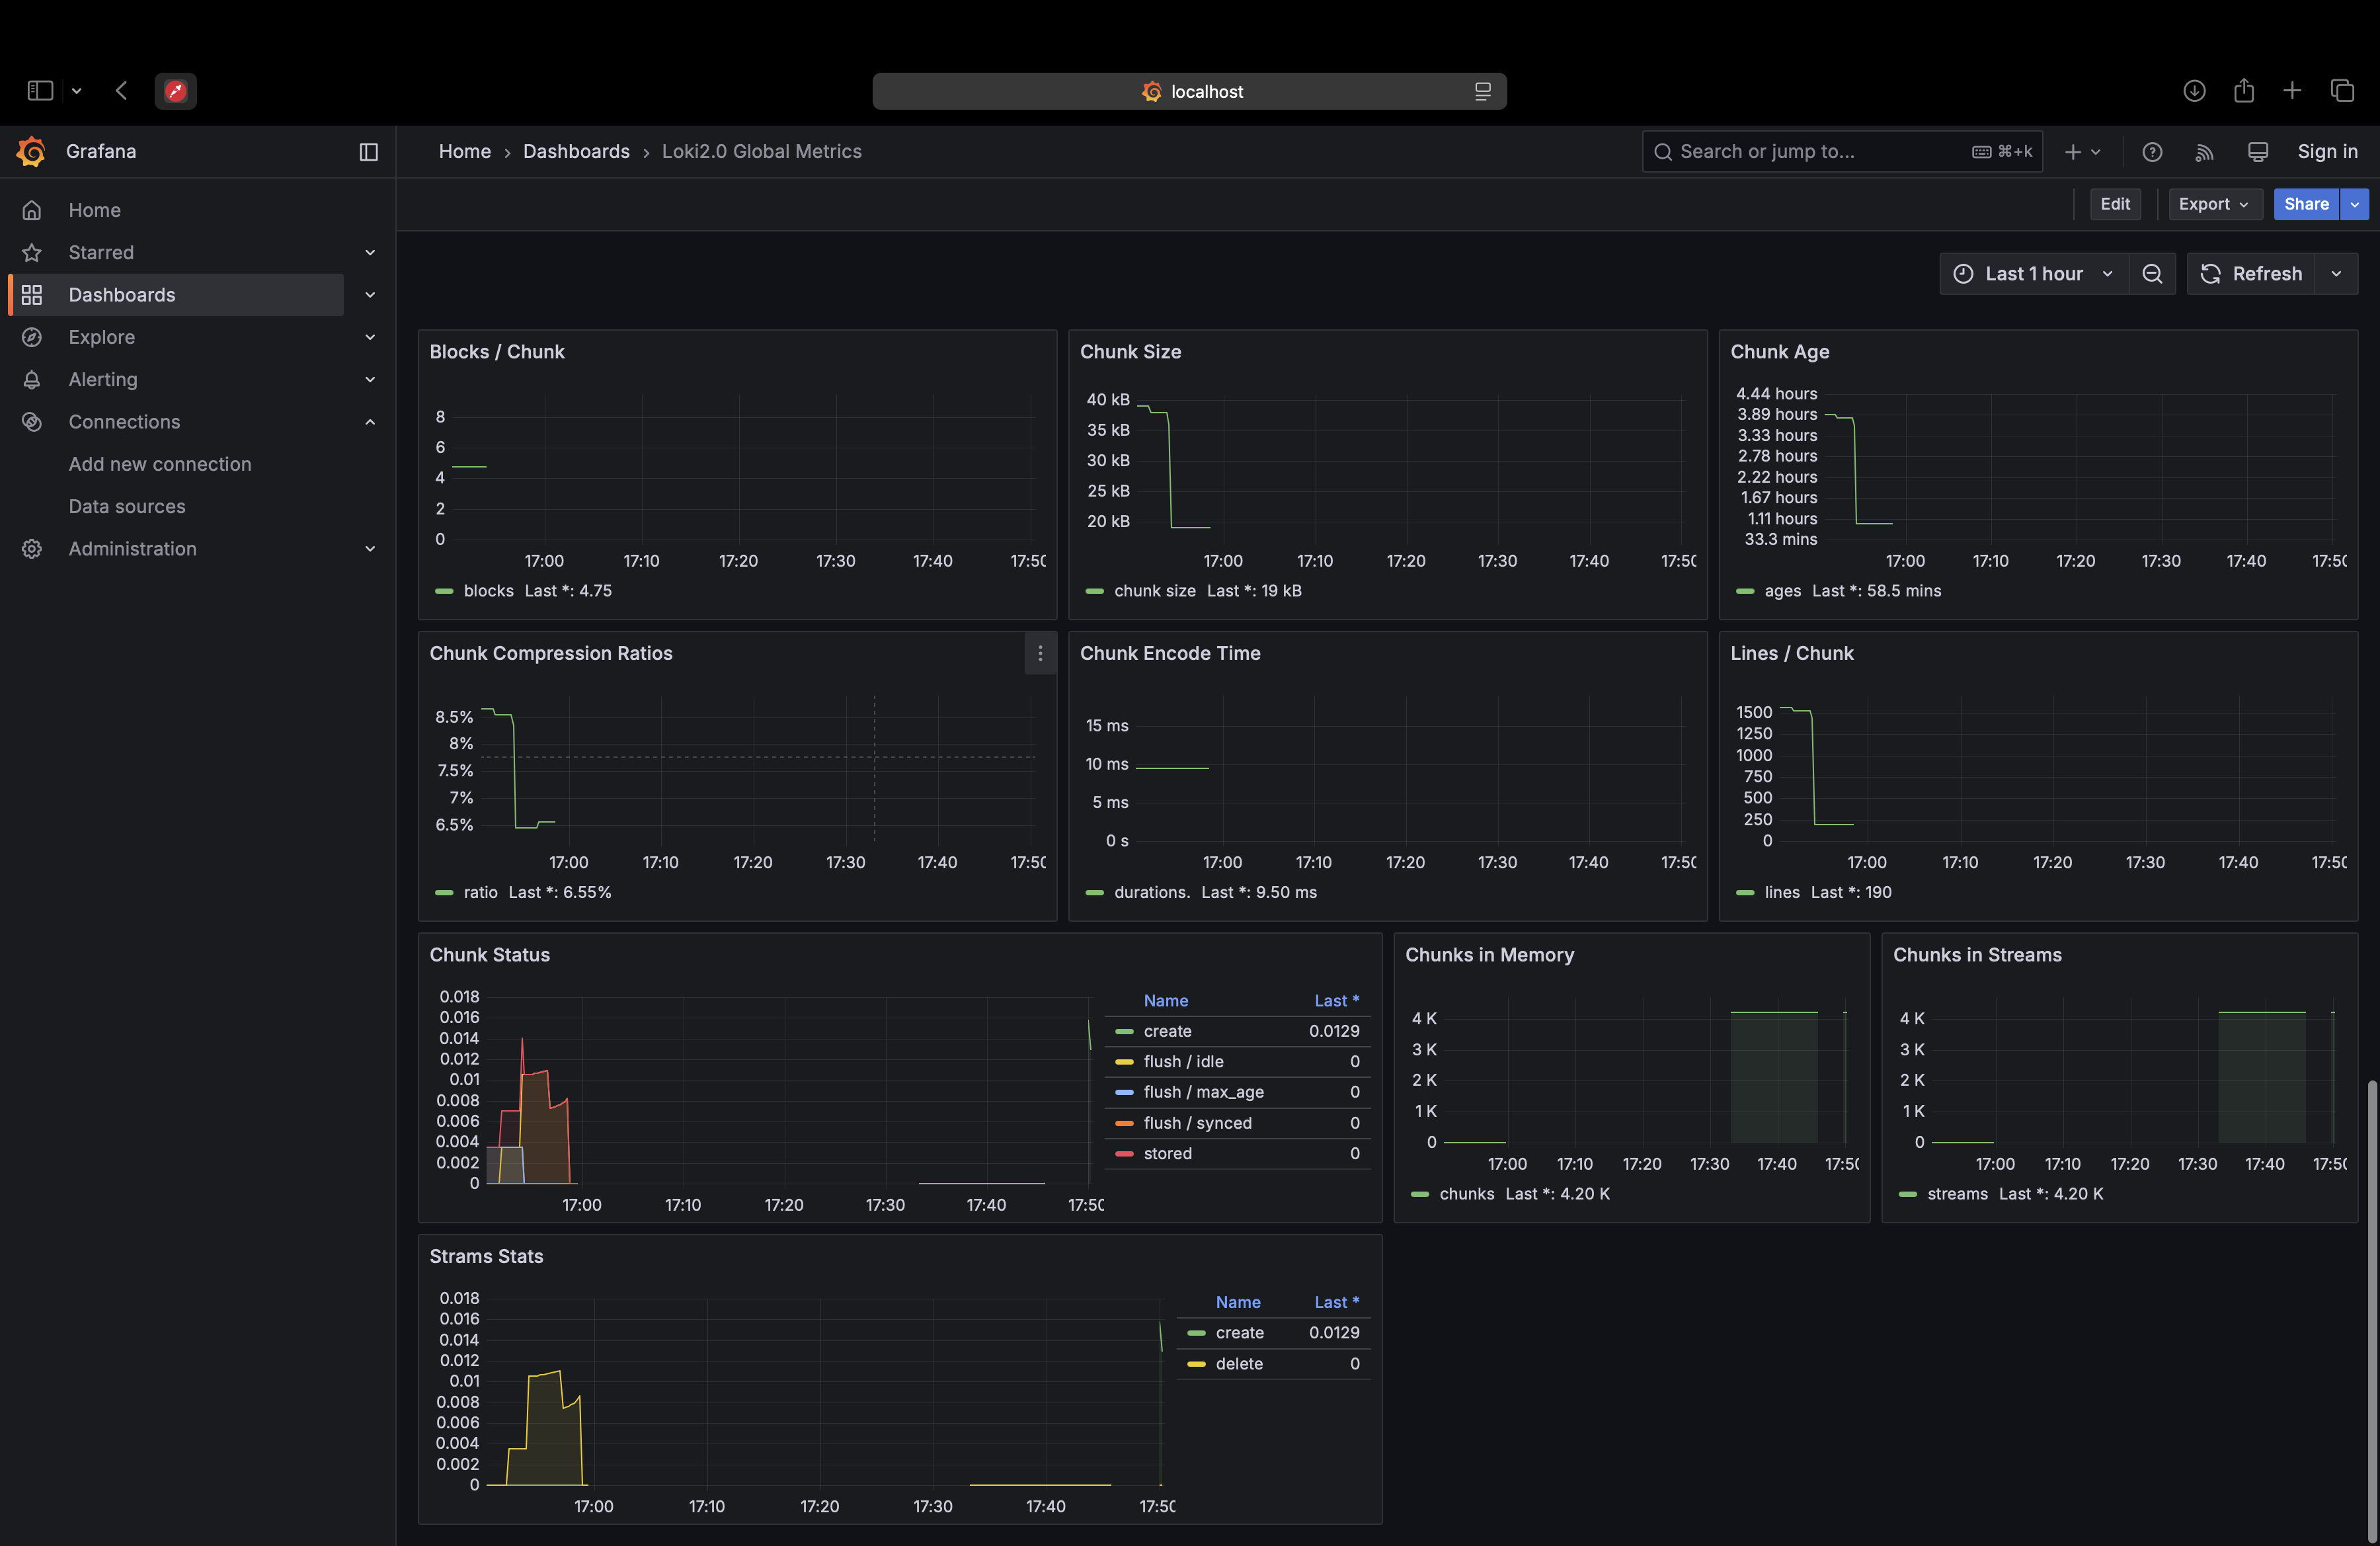 localhost
Grafana
Home › Dashboards › Loki2.0 Global Metrics
Search or jump to... ⌘+k
Sign in
Edit
Export
Share
Home
Starred
Dashboards
Explore
Alerting
Connections
Add new connection
Data sources
Administration
Last 1 hour
Refresh
Blocks / Chunk
8
6
4
2
0
17:00 17:10 17:20 17:30 17:40 17:50
blocks Last *: 4.75
Chunk Size
40 kB
35 kB
30 kB
25 kB
20 kB
17:00 17:10 17:20 17:30 17:40 17:50
chunk size Last *: 19 kB
Chunk Age
4.44 hours
3.89 hours
3.33 hours
2.78 hours
2.22 hours
1.67 hours
1.11 hours
33.3 mins
17:00 17:10 17:20 17:30 17:40 17:50
ages Last *: 58.5 mins
Chunk Compression Ratios
8.5%
8%
7.5%
7%
6.5%
17:00 17:10 17:20 17:30 17:40 17:50
ratio Last *: 6.55%
Chunk Encode Time
15 ms
10 ms
5 ms
0 s
17:00 17:10 17:20 17:30 17:40 17:50
durations. Last *: 9.50 ms
Lines / Chunk
1500
1250
1000
750
500
250
0
17:00 17:10 17:20 17:30 17:40 17:50
lines Last *: 190
Chunk Status
0.018
0.016
0.014
0.012
0.01
0.008
0.006
0.004
0.002
0
17:00 17:10 17:20 17:30 17:40 17:50
Name Last *
create 0.0129
flush / idle 0
flush / max_age 0
flush / synced 0
stored 0
Chunks in Memory
4 K
3 K
2 K
1 K
0
17:00 17:10 17:20 17:30 17:40 17:50
chunks Last *: 4.20 K
Chunks in Streams
4 K
3 K
2 K
1 K
0
17:00 17:10 17:20 17:30 17:40 17:50
streams Last *: 4.20 K
Strams Stats
0.018
0.016
0.014
0.012
0.01
0.008
0.006
0.004
0.002
0
17:00 17:10 17:20 17:30 17:40 17:50
Name Last *
create 0.0129
delete 0